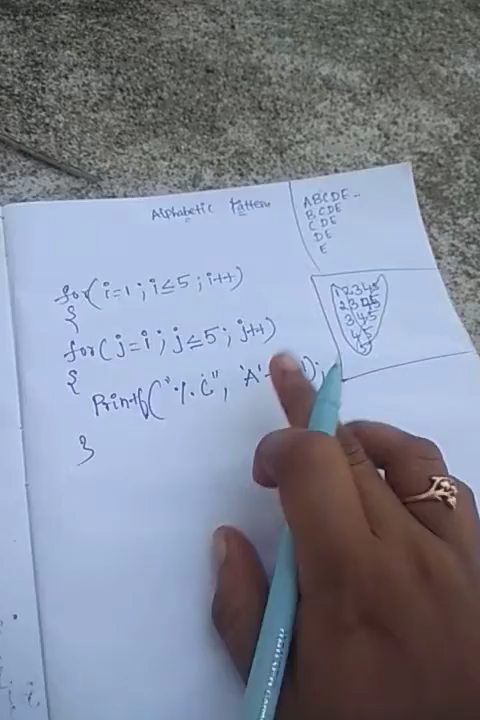 Alphabetic Pattern
for(i=1; i≤5; i++)
{
for(j=i; j≤5; j++)
{
Printf("%c", 'A'
}
ABCDE..
BCDE
CDE
DE
E
12345
2345
345
45
5